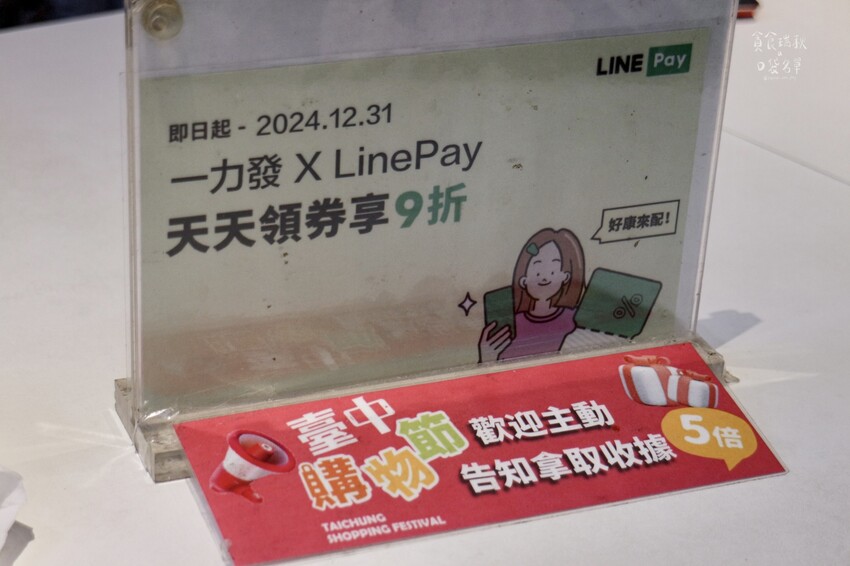 LINE Pay
即日起 - 2024.12.31
一力發 X LinePay
天天領券享9折
好康來配!
%
臺中
購物節
歡迎主動
告知拿取收據
5倍
TAICHUNG
SHOPPING FESTIVAL